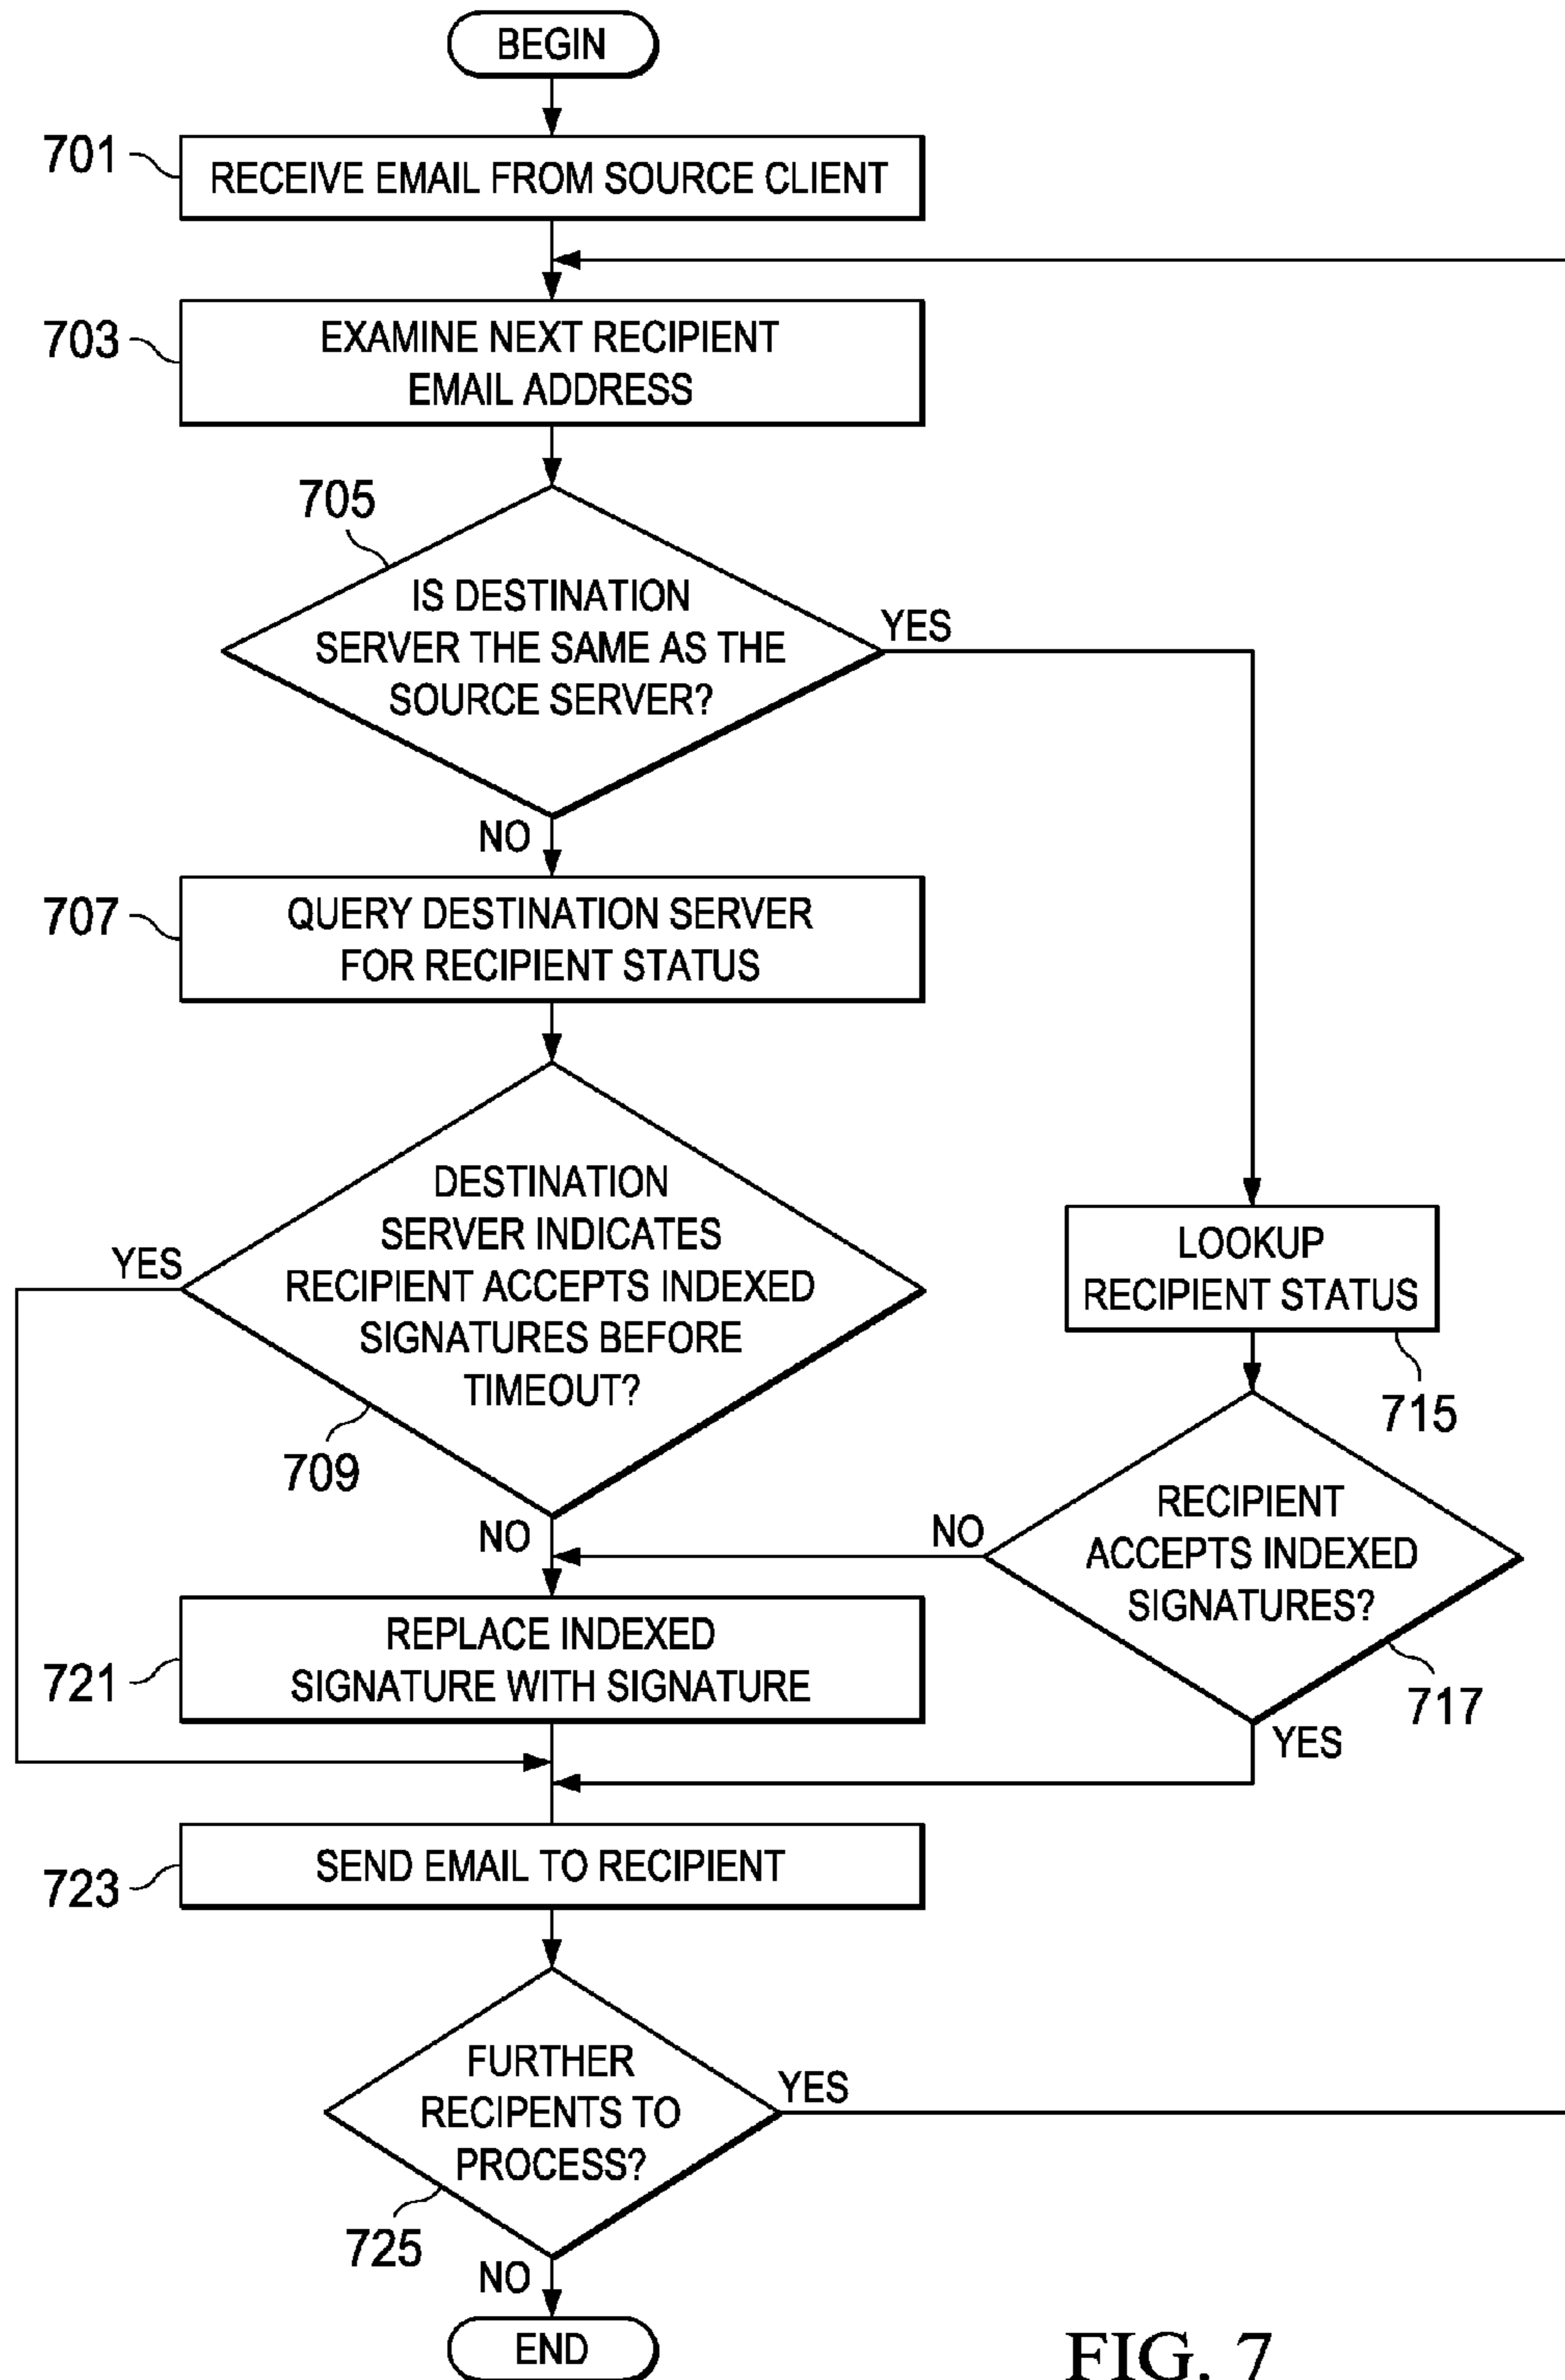 BEGIN
701
RECEIVE EMAIL FROM SOURCE CLIENT
703
EXAMINE NEXT RECIPIENT
EMAIL ADDRESS
705
IS DESTINATION
SERVER THE SAME AS THE
SOURCE SERVER?
YES
NO
707
QUERY DESTINATION SERVER
FOR RECIPIENT STATUS
DESTINATION
SERVER INDICATES
RECIPIENT ACCEPTS INDEXED
SIGNATURES BEFORE
TIMEOUT?
YES
709
NO
LOOKUP
RECIPIENT STATUS
715
RECIPIENT
ACCEPTS INDEXED
SIGNATURES?
NO
717
YES
721
REPLACE INDEXED
SIGNATURE WITH SIGNATURE
723
SEND EMAIL TO RECIPIENT
FURTHER
RECIPENTS TO
PROCESS?
YES
725
NO
END
FIG. 7